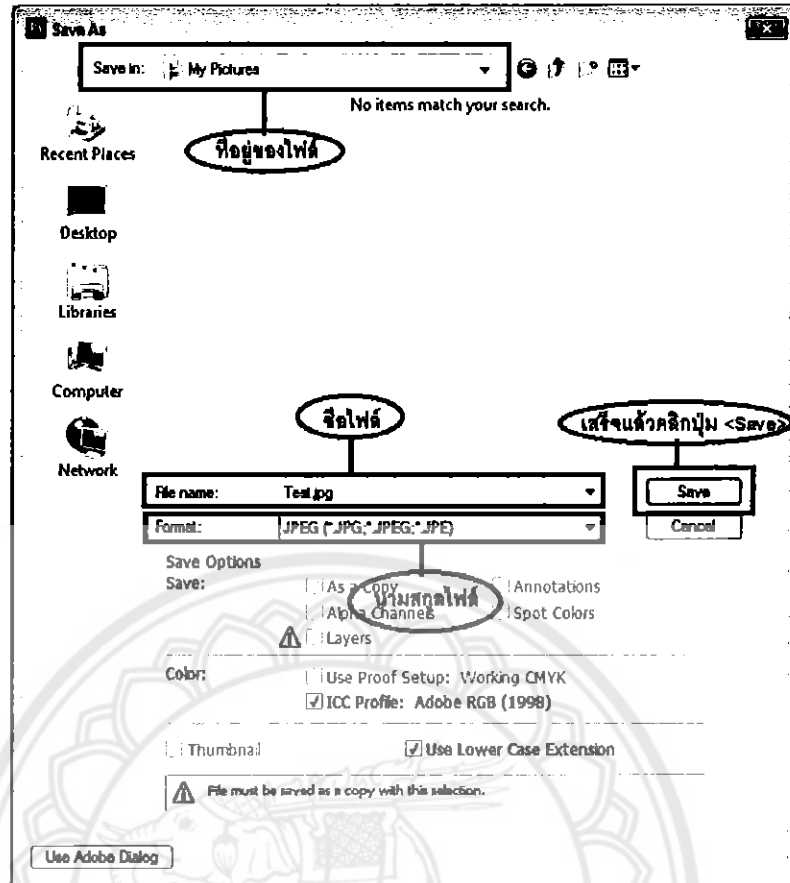 Save As
Save in: My Pictures
No items match your search.
ที่อยู่ของไฟล์
Recent Places
Desktop
Libraries
Computer
Network
ชื่อไฟล์
เสร็จแล้วคลิกปุ่ม <Save>
File name: Test.jpg
Save
Format: JPEG (*.JPG;*.JPEG;*.JPE)
Cancel
นามสกุลไฟล์
Save Options
Save: As a Copy Annotations
Alpha Channels Spot Colors
Layers
Color: Use Proof Setup: Working CMYK
ICC Profile: Adobe RGB (1998)
Thumbnail Use Lower Case Extension
File must be saved as a copy with this selection.
Use Adobe Dialog